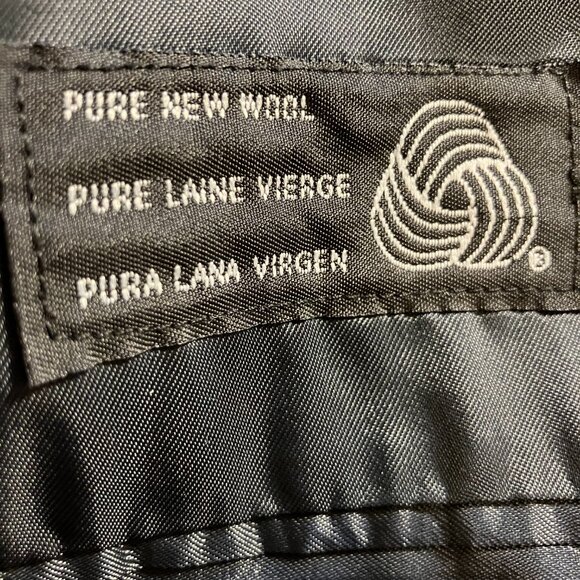 PURE NEW WOOL
PURE LAINE VIERGE
PURA LANA VIRGEN
®